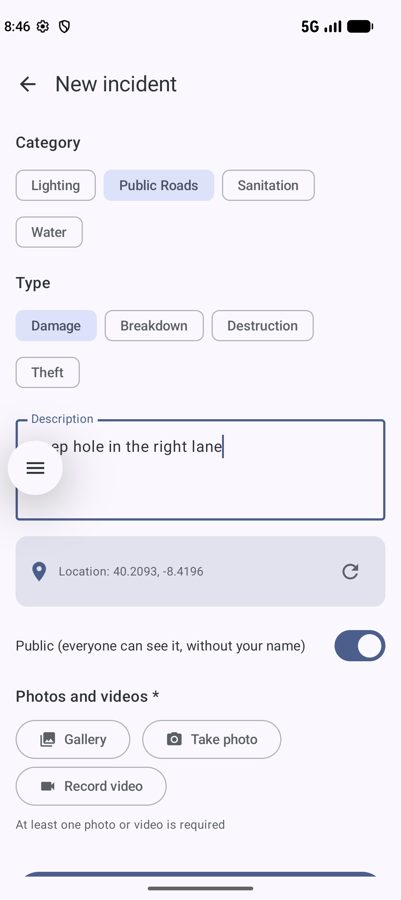 8:46 5G
New incident
Category
Lighting Public Roads Sanitation
Water
Type
Damage Breakdown Destruction
Theft
Description
hole in the right lane
Location: 40.2093, -8.4196
Public (everyone can see it, without your name)
Photos and videos *
Gallery Take photo
Record video
At least one photo or video is required